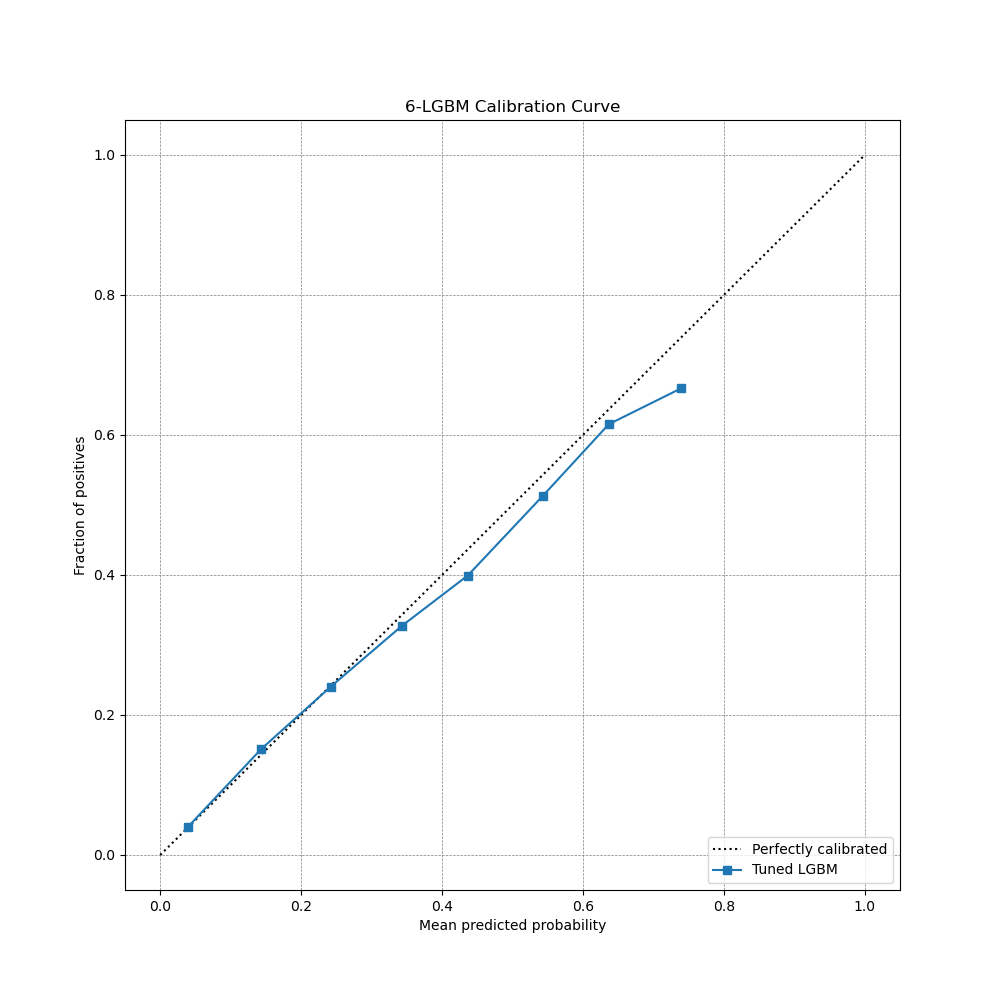 6-LGBM Calibration Curve
1.0
0.8
0.6
0.4
0.2
0.0
Fraction of positives
0.0 0.2 0.4 0.6 0.8 1.0
Mean predicted probability
Perfectly calibrated
Tuned LGBM